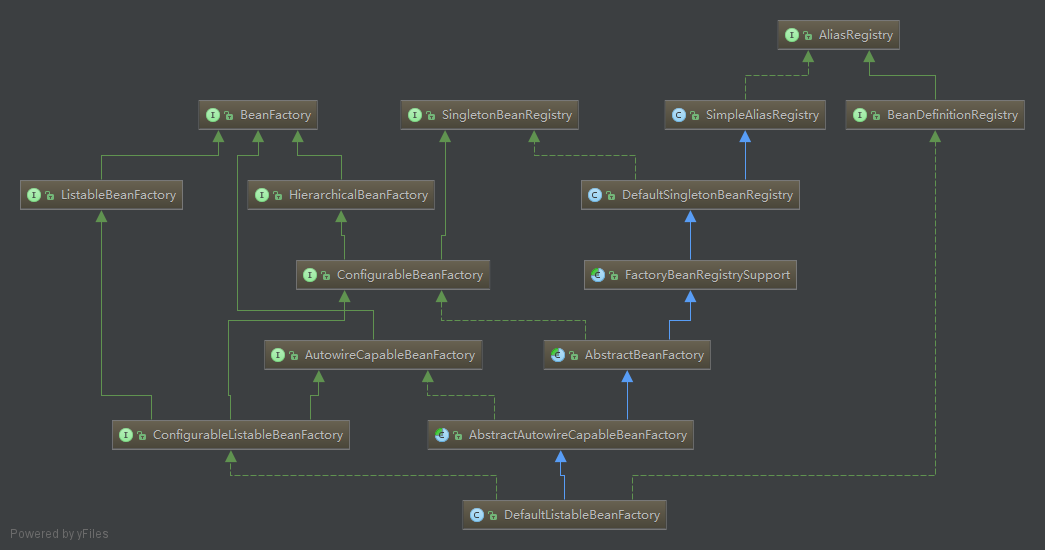 AliasRegistry
BeanFactory
SingletonBeanRegistry
SimpleAliasRegistry
BeanDefinitionRegistry
ListableBeanFactory
HierarchicalBeanFactory
DefaultSingletonBeanRegistry
ConfigurableBeanFactory
FactoryBeanRegistrySupport
AutowireCapableBeanFactory
AbstractBeanFactory
ConfigurableListableBeanFactory
AbstractAutowireCapableBeanFactory
DefaultListableBeanFactory
Powered by yFiles